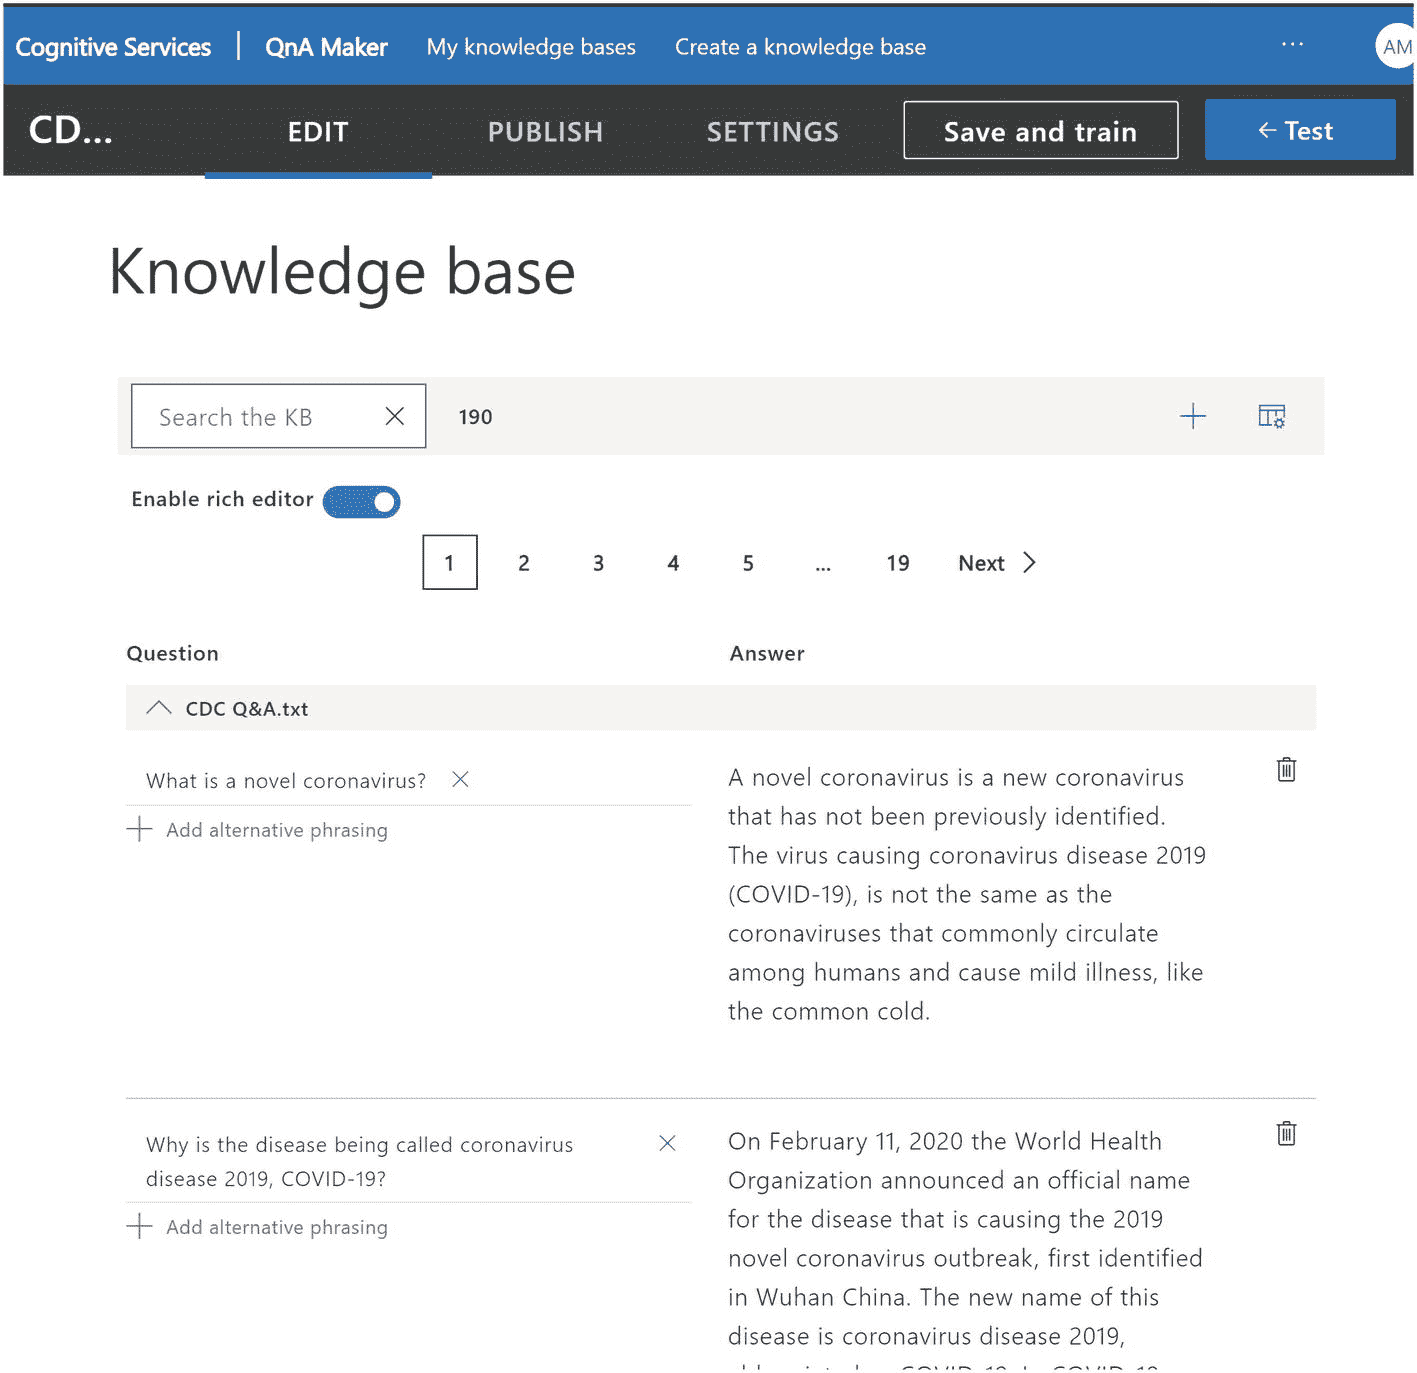 Cognitive Services | QnA Maker My knowledge bases Create a knowledge base ... AM
CD... EDIT PUBLISH SETTINGS Save and train ← Test
Knowledge base
Search the KB 190
Enable rich editor
1 2 3 4 5 ... 19 Next
Question Answer
CDC Q&A.txt
What is a novel coronavirus?
Add alternative phrasing
A novel coronavirus is a new coronavirus
that has not been previously identified.
The virus causing coronavirus disease 2019
(COVID-19), is not the same as the
coronaviruses that commonly circulate
among humans and cause mild illness, like
the common cold.
Why is the disease being called coronavirus
disease 2019, COVID-19?
Add alternative phrasing
On February 11, 2020 the World Health
Organization announced an official name
for the disease that is causing the 2019
novel coronavirus outbreak, first identified
in Wuhan China. The new name of this
disease is coronavirus disease 2019,